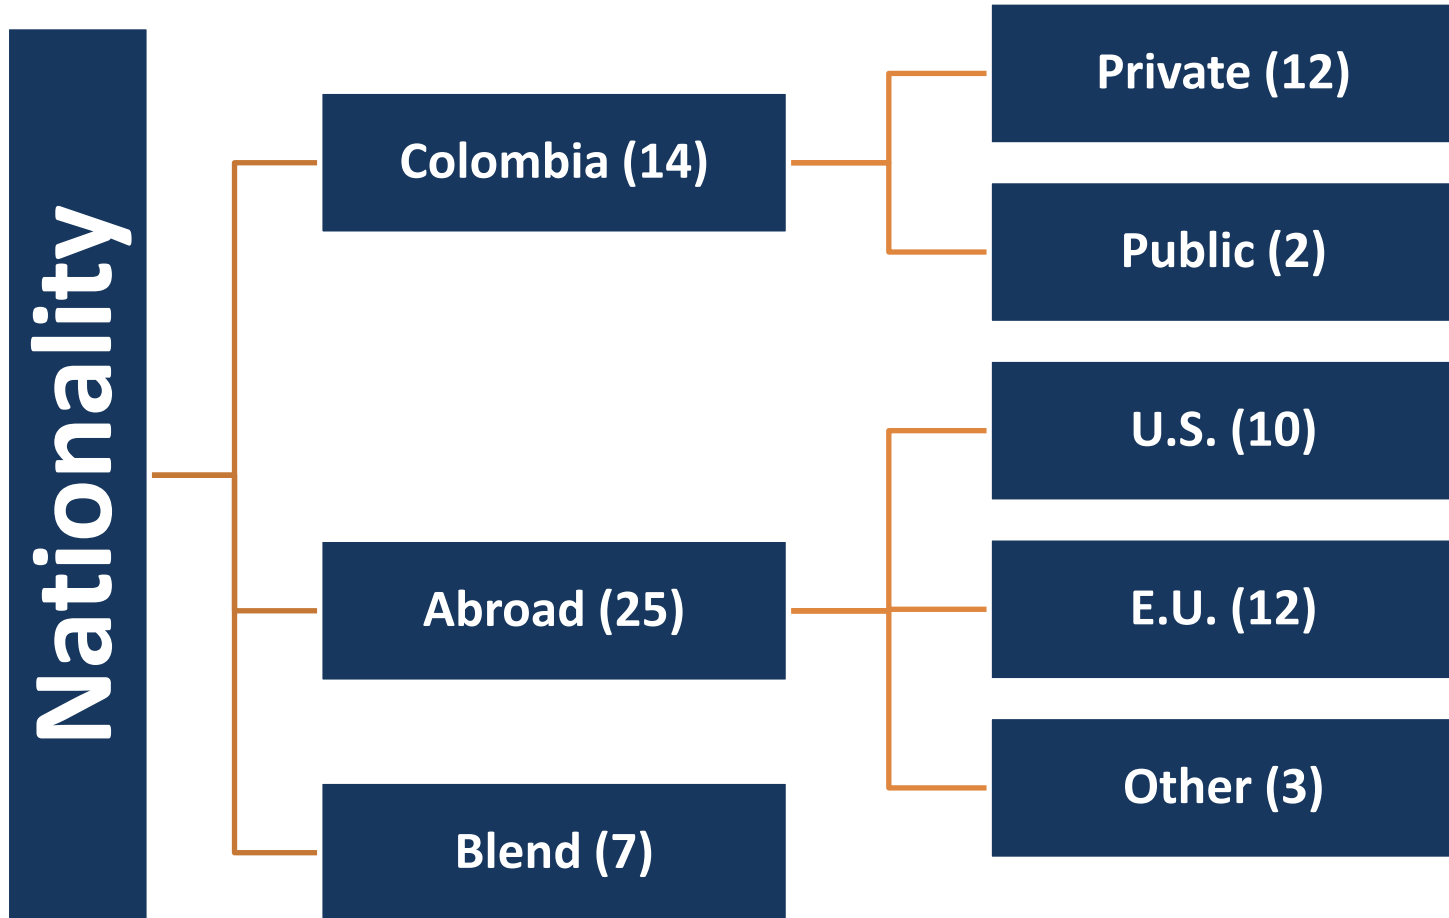 Nationality
Colombia (14)
Private (12)
Public (2)
Abroad (25)
U.S. (10)
E.U. (12)
Other (3)
Blend (7)